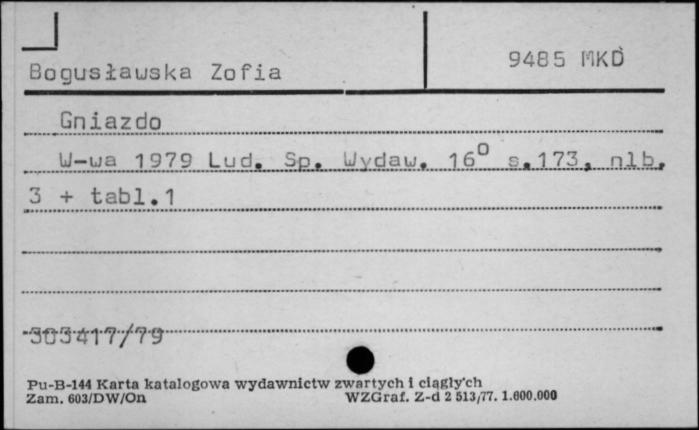 Bogusławska Zofia
9485 MKD
Gniazdo
W-wa 1979 Lud. Sp. Wydaw. 16° s.173, nlb.
3 + tabl.1
303417/79
Pu-B-144 Karta katalogowa wydawnictw zwartych i ciągłych
Zam. 603/DW/On WZGraf. Z-d 2 513/77. 1.600.000